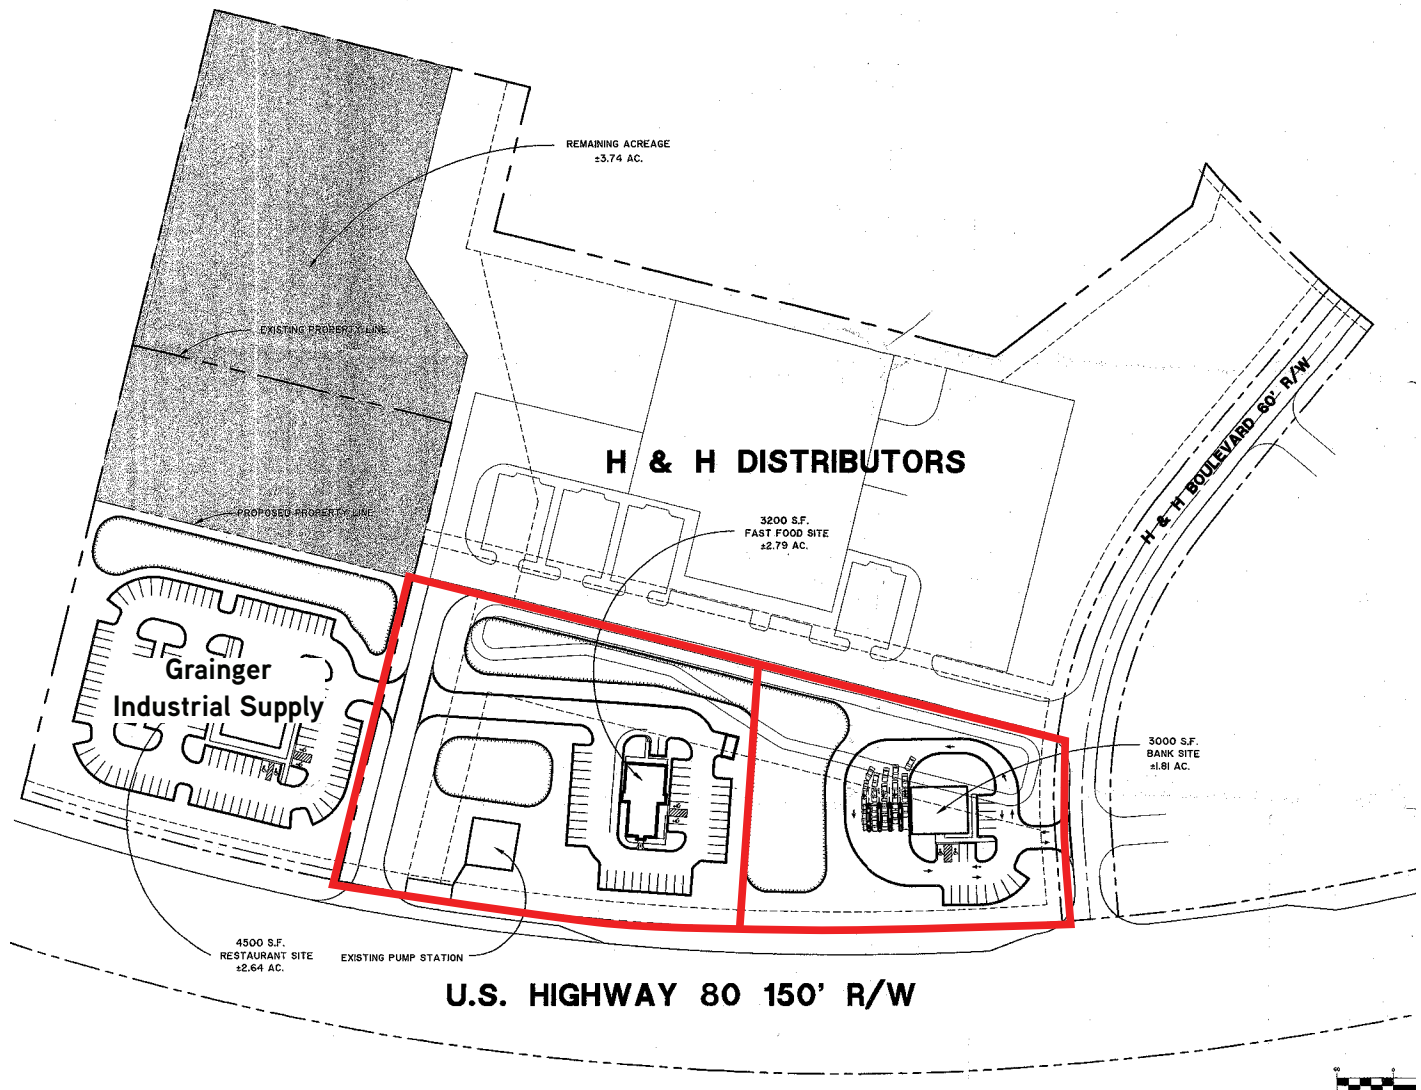 REMAINING ACREAGE
±3.74 AC.
EXISTING PROPERTY LINE
H & H BOULEVARD 60' R/W
H & H DISTRIBUTORS
PROPOSED PROPERTY LINE
3200 S.F.
FAST FOOD SITE
±2.79 AC.
Grainger
Industrial Supply
3000 S.F.
BANK SITE
±1.81 AC.
4500 S.F.
RESTAURANT SITE
±2.64 AC.
EXISTING PUMP STATION
U.S. HIGHWAY 80 150' R/W